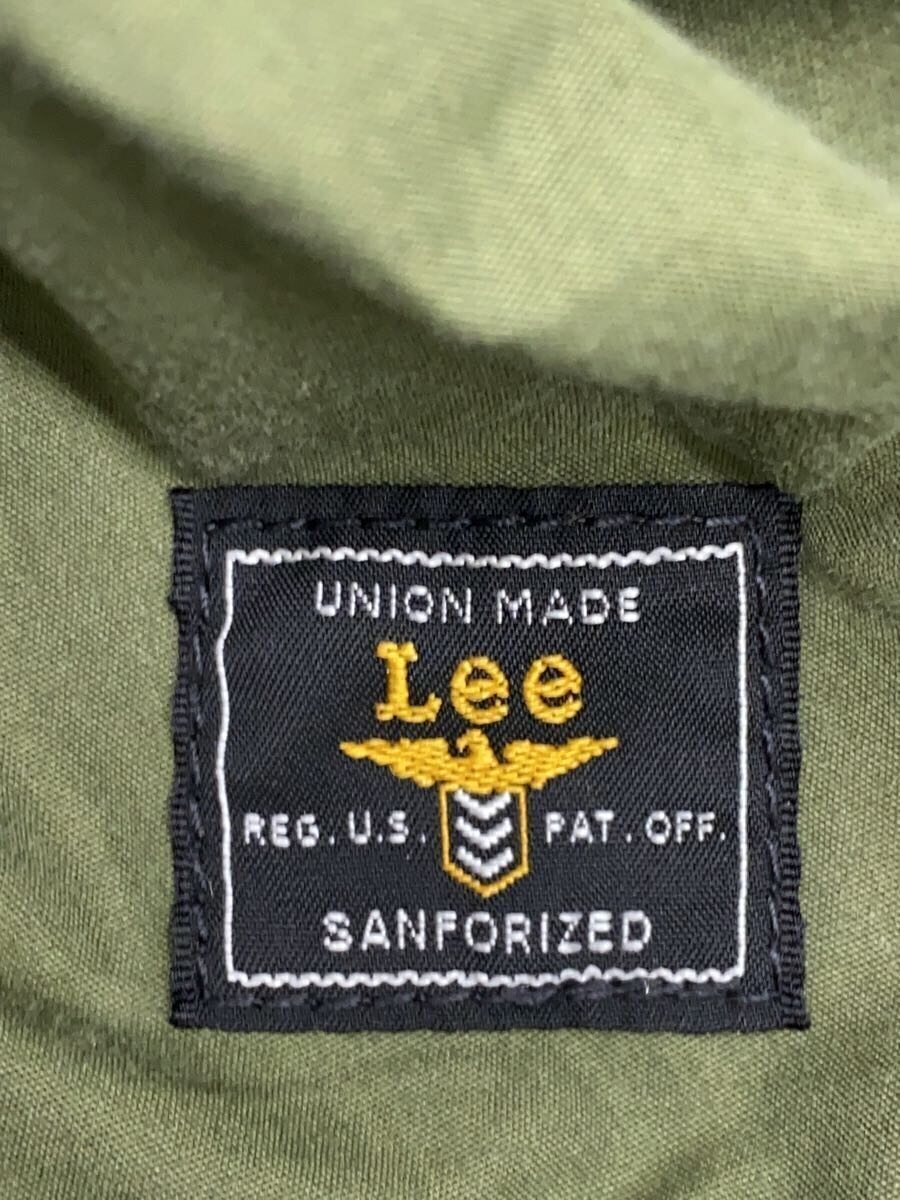 UNION MADE
Lee
REG. U.S. PAT. OFF.
SANFORIZED